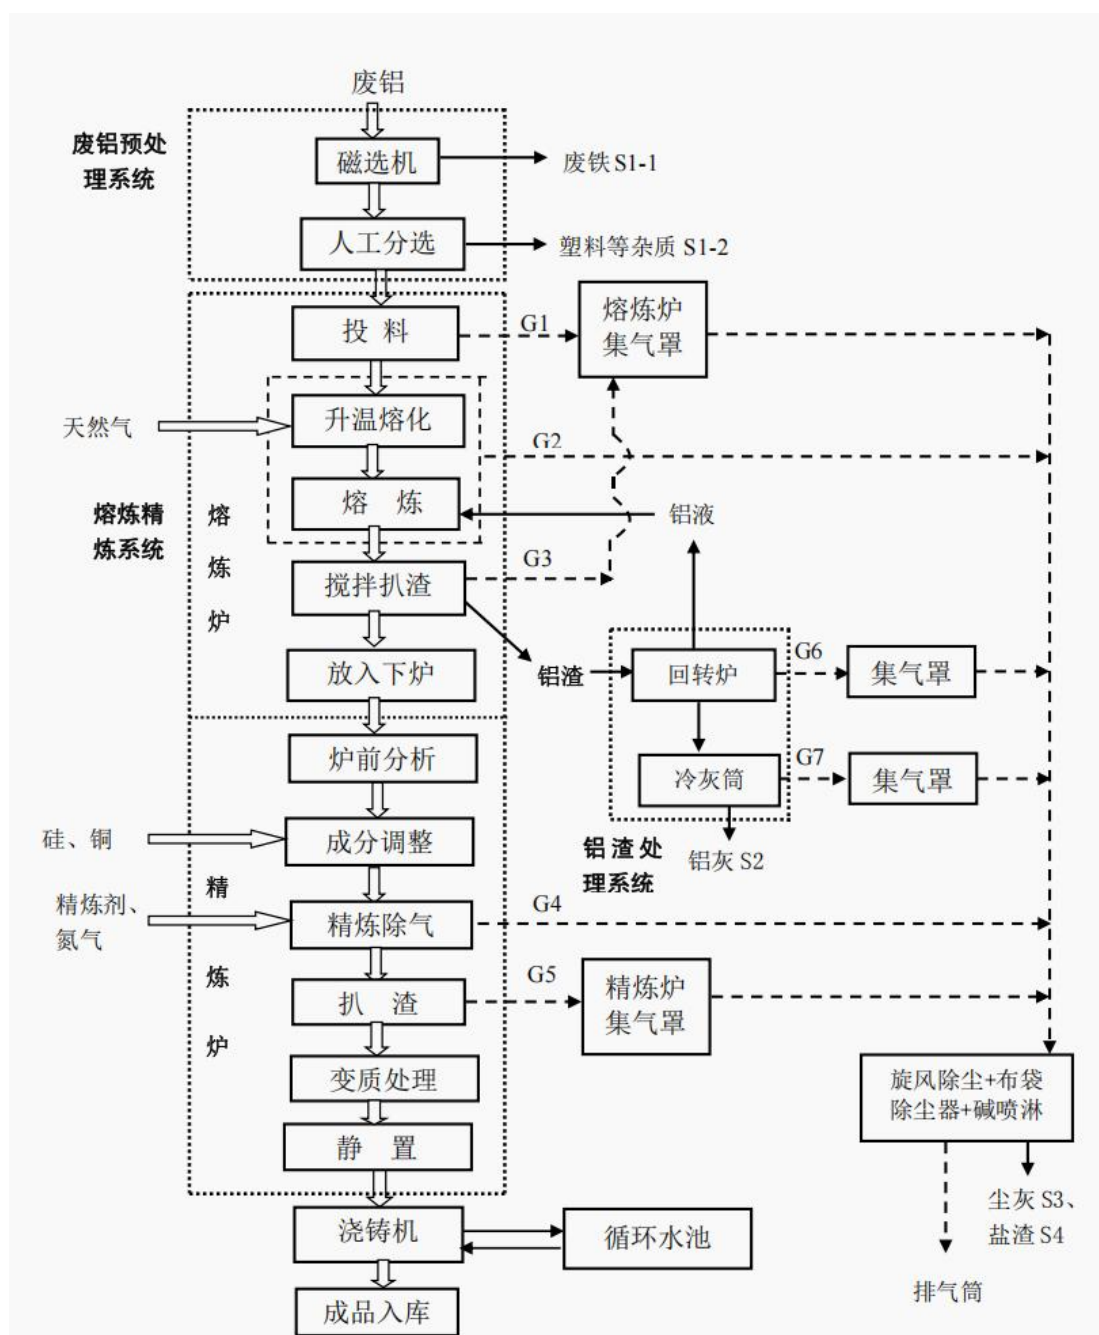 废铝
废铝预处
理系统
磁选机
废铁 S1-1
人工分选
塑料等杂质 S1-2
投 料
G1
熔炼炉
集气罩
天然气
升温熔化
G2
熔炼精
炼系统
熔
炼
炉
熔 炼
铝液
搅拌扒渣
G3
放入下炉
铝渣
回转炉
G6
集气罩
炉前分析
冷灰筒
G7
集气罩
硅、铜
成分调整
铝渣处
理系统
铝灰 S2
精炼剂、
氮气
精
炼
炉
精炼除气
G4
扒 渣
G5
精炼炉
集气罩
变质处理
旋风除尘+布袋
除尘器+碱喷淋
静 置
尘灰 S3、
盐渣 S4
浇铸机
循环水池
排气筒
成品入库